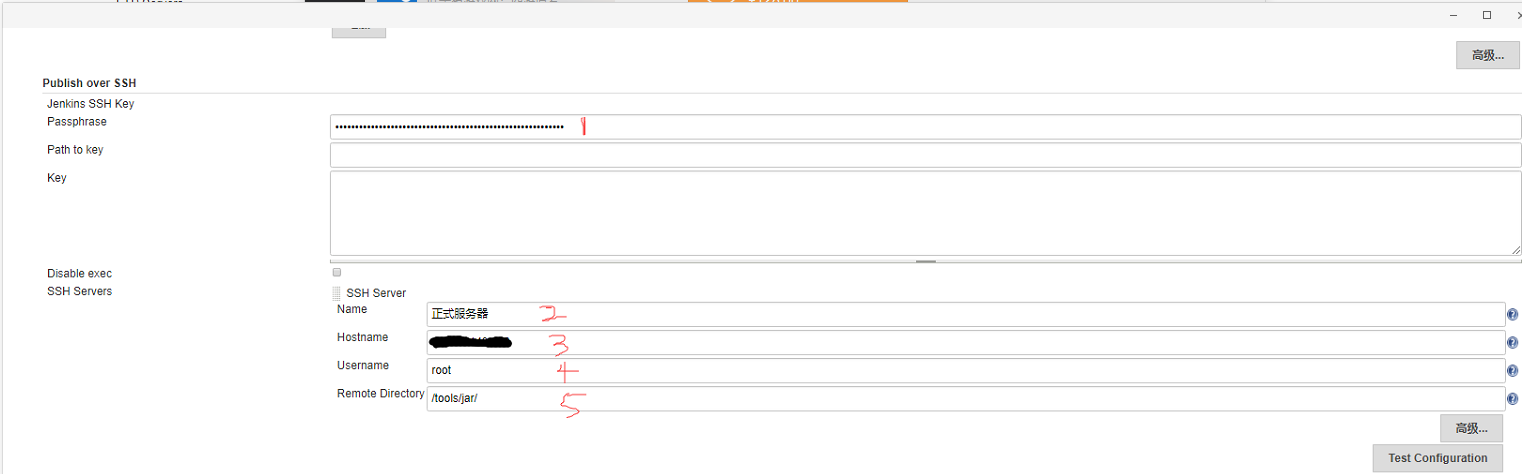 高级...
Publish over SSH
Jenkins SSH Key
Passphrase 1
Path to key
Key
Disable exec
SSH Servers
SSH Server
Name 正式服务器 2
Hostname 3
Username root 4
Remote Directory /tools/jar/ 5
高级...
Test Configuration